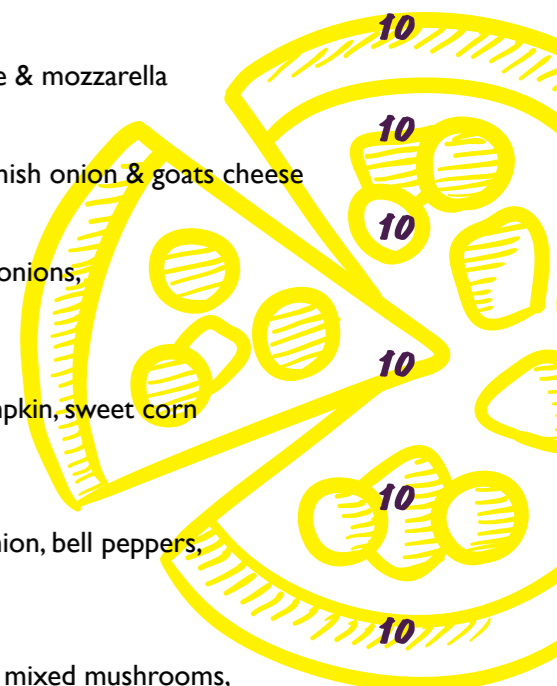 10
e & mozzarella
10
nish onion & goats cheese
10
onions,
10
npkin, sweet corn
10
nion, bell peppers,
10
mixed mushrooms,